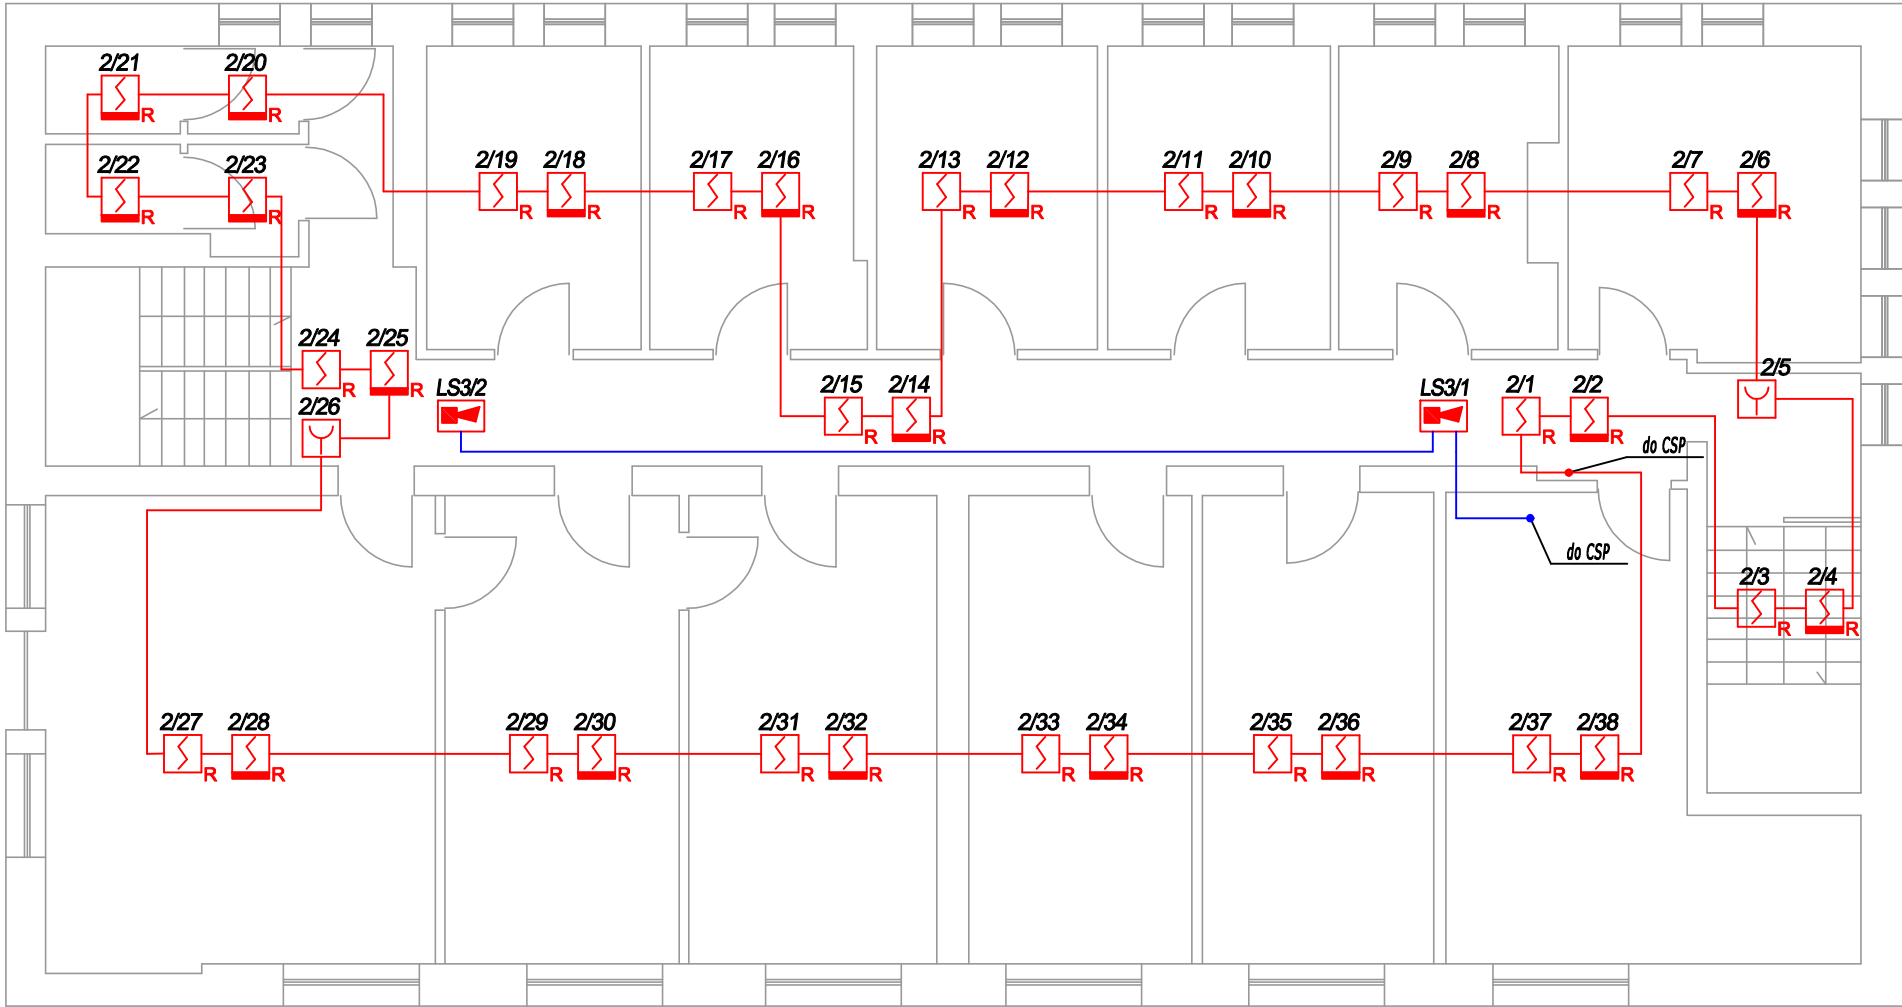 2/21
2/20
R
R
2/22
2/23
R
R
2/19
2/18
2/17
2/16
2/13
2/12
2/11
2/10
2/9
2/8
2/7
2/6
R
R
R
R
R
R
R
R
R
R
R
R
2/24
2/25
R
R
2/26
LS3/2
2/15
2/14
R
R
LS3/1
2/1
2/2
R
R
2/5
do CSP
do CSP
2/3
2/4
R
R
2/27
2/28
2/29
2/30
2/31
2/32
2/33
2/34
2/35
2/36
2/37
2/38
R
R
R
R
R
R
R
R
R
R
R
R